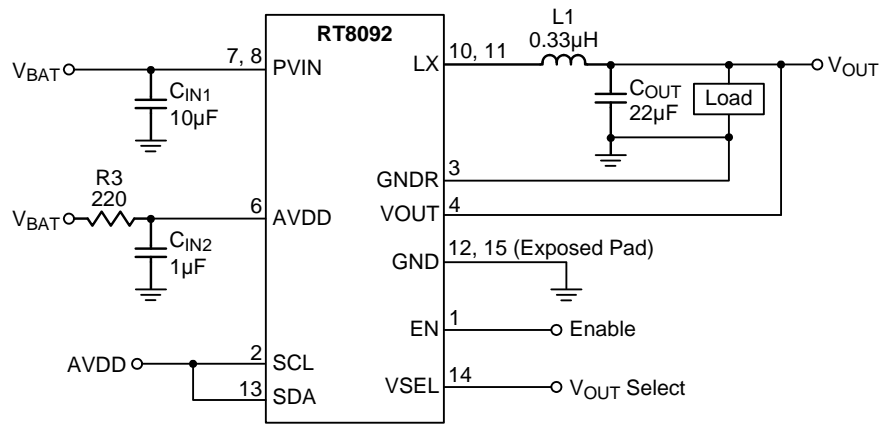 RT8092
L1
0.33µH
V_BAT
7, 8
PVIN
LX
10, 11
V_OUT
C_IN1
10µF
C_OUT
22µF
Load
R3
220
GNDR
3
V_BAT
6
AVDD
VOUT
4
C_IN2
1µF
GND
12, 15 (Exposed Pad)
EN
1
Enable
AVDD
2
SCL
13
SDA
VSEL
14
V_OUT Select